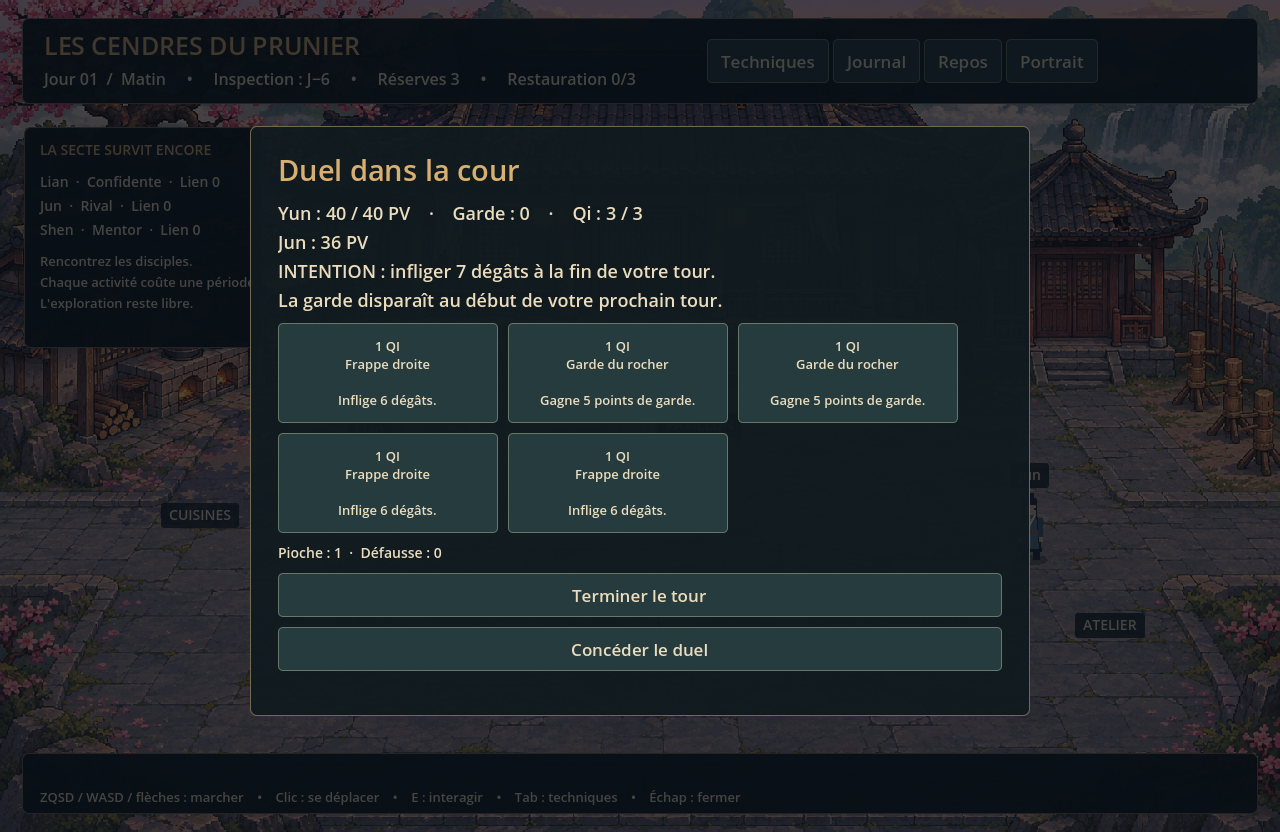 LES CENDRES DU PRUNIER
Jour 01 / Matin • Inspection : J−6 • Réserves 3 • Restauration 0/3
Techniques
Journal
Repos
Portrait
LA SECTE SURVIT ENCORE
Lian · Confidente · Lien 0
Jun · Rival · Lien 0
Shen · Mentor · Lien 0
Rencontrez les disciples.
Chaque activité coûte une période
L'exploration reste libre.
Duel dans la cour
Yun : 40 / 40 PV · Garde : 0 · Qi : 3 / 3
Jun : 36 PV
INTENTION : infliger 7 dégâts à la fin de votre tour.
La garde disparaît au début de votre prochain tour.
1 QI
Frappe droite
Inflige 6 dégâts.
1 QI
Garde du rocher
Gagne 5 points de garde.
1 QI
Garde du rocher
Gagne 5 points de garde.
1 QI
Frappe droite
Inflige 6 dégâts.
1 QI
Frappe droite
Inflige 6 dégâts.
Pioche : 1 · Défausse : 0
Terminer le tour
Concéder le duel
CUISINES
ATELIER
ZQSD / WASD / flèches : marcher • Clic : se déplacer • E : interagir • Tab : techniques • Échap : fermer